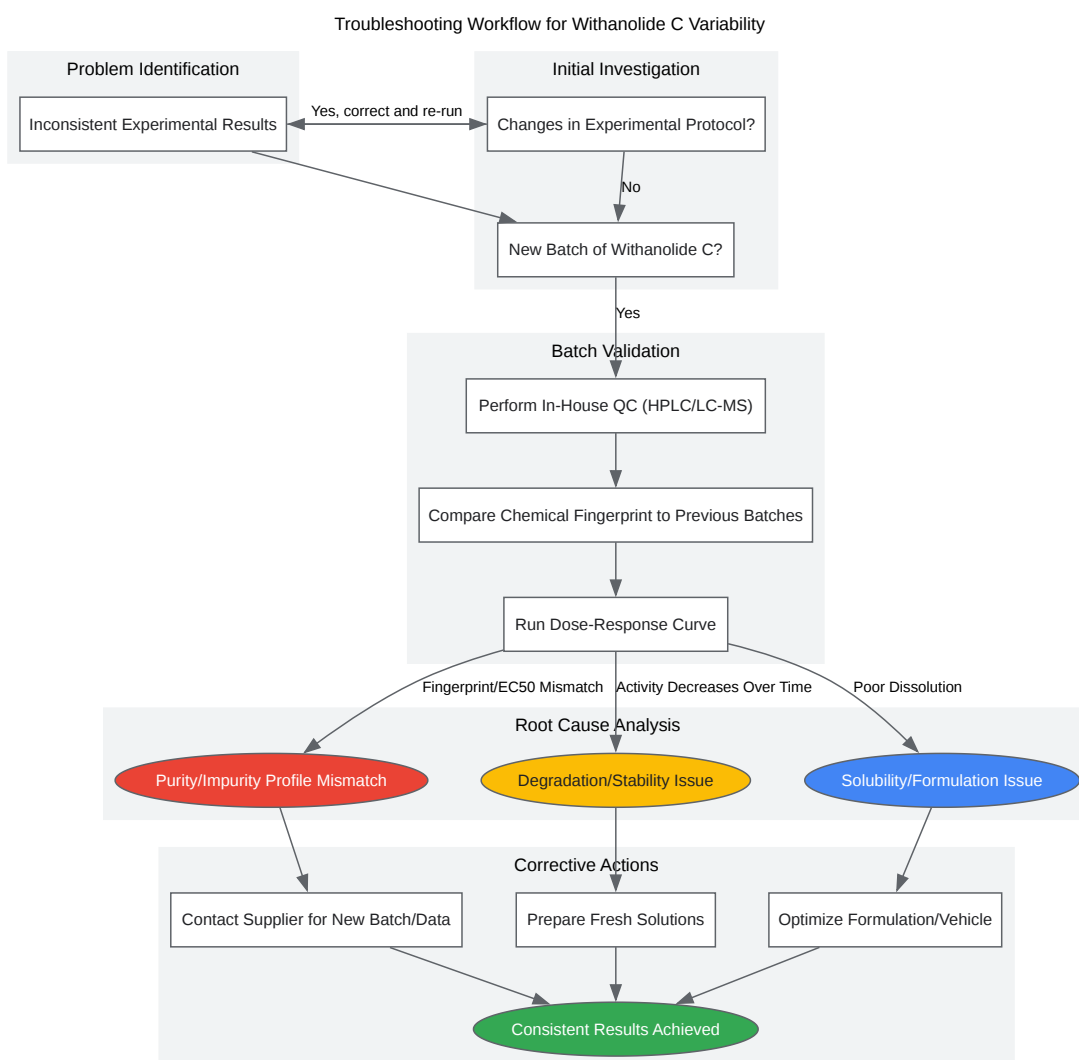 Troubleshooting Workflow for Withanolide C Variability
Problem Identification
Initial Investigation
Inconsistent Experimental Results
Yes, correct and re-run
Changes in Experimental Protocol?
No
New Batch of Withanolide C?
Yes
Batch Validation
Perform In-House QC (HPLC/LC-MS)
Compare Chemical Fingerprint to Previous Batches
Run Dose-Response Curve
Fingerprint/EC50 Mismatch
Activity Decreases Over Time
Poor Dissolution
Root Cause Analysis
Purity/Impurity Profile Mismatch
Degradation/Stability Issue
Solubility/Formulation Issue
Corrective Actions
Contact Supplier for New Batch/Data
Prepare Fresh Solutions
Optimize Formulation/Vehicle
Consistent Results Achieved